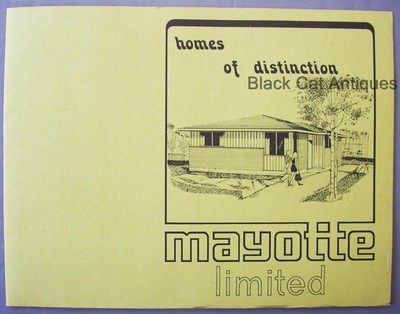 homes
of distinction
Black Cat Antiques
mayotte
limited